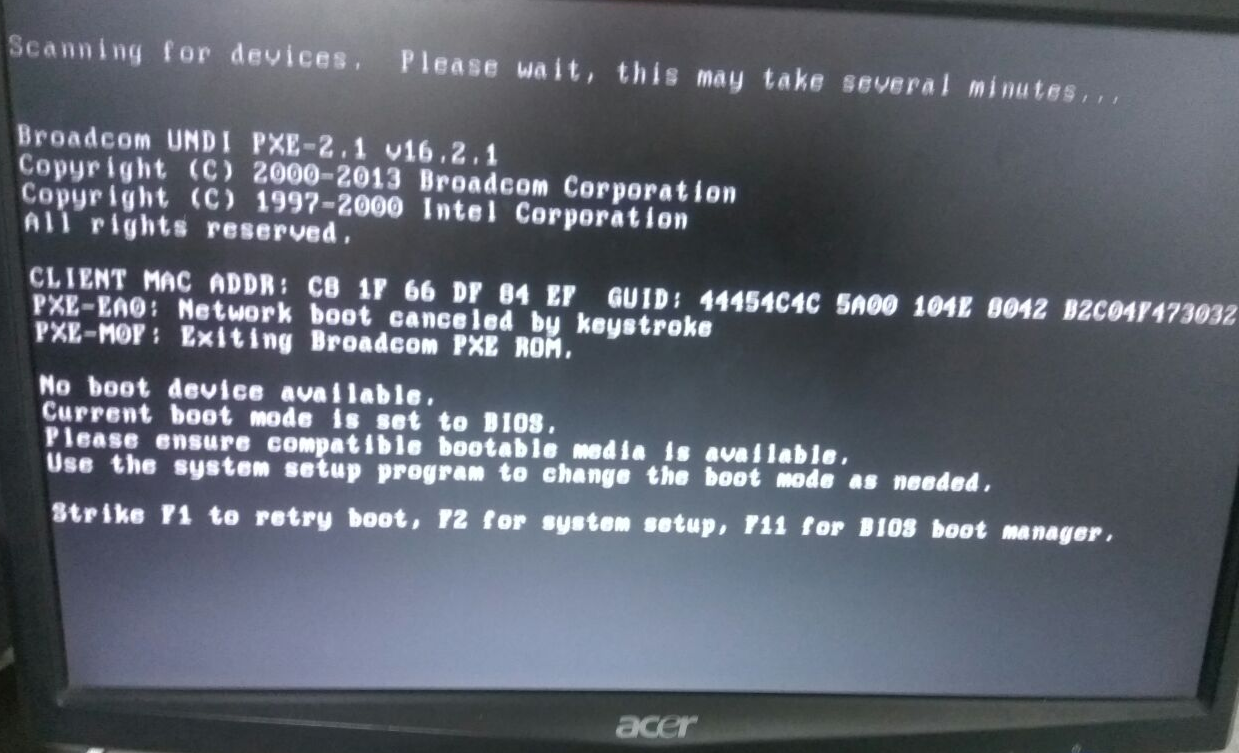 Scanning for devices. Please wait, this may take several minutes...
Broadcom UNDI PXE-2.1 v16.2.1
Copyright (C) 2000-2013 Broadcom Corporation
Copyright (C) 1997-2000 Intel Corporation
All rights reserved.
CLIENT MAC ADDR: C8 1F 66 DF 84 EF GUID: 44454C4C 5A00 104E 8042 B2C04F473032
PXE-EA0: Network boot canceled by keystroke
PXE-M0F: Exiting Broadcom PXE ROM.
No boot device available.
Current boot mode is set to BIOS.
Please ensure compatible bootable media is available.
Use the system setup program to change the boot mode as needed.
Strike F1 to retry boot, F2 for system setup, F11 for BIOS boot manager.
acer